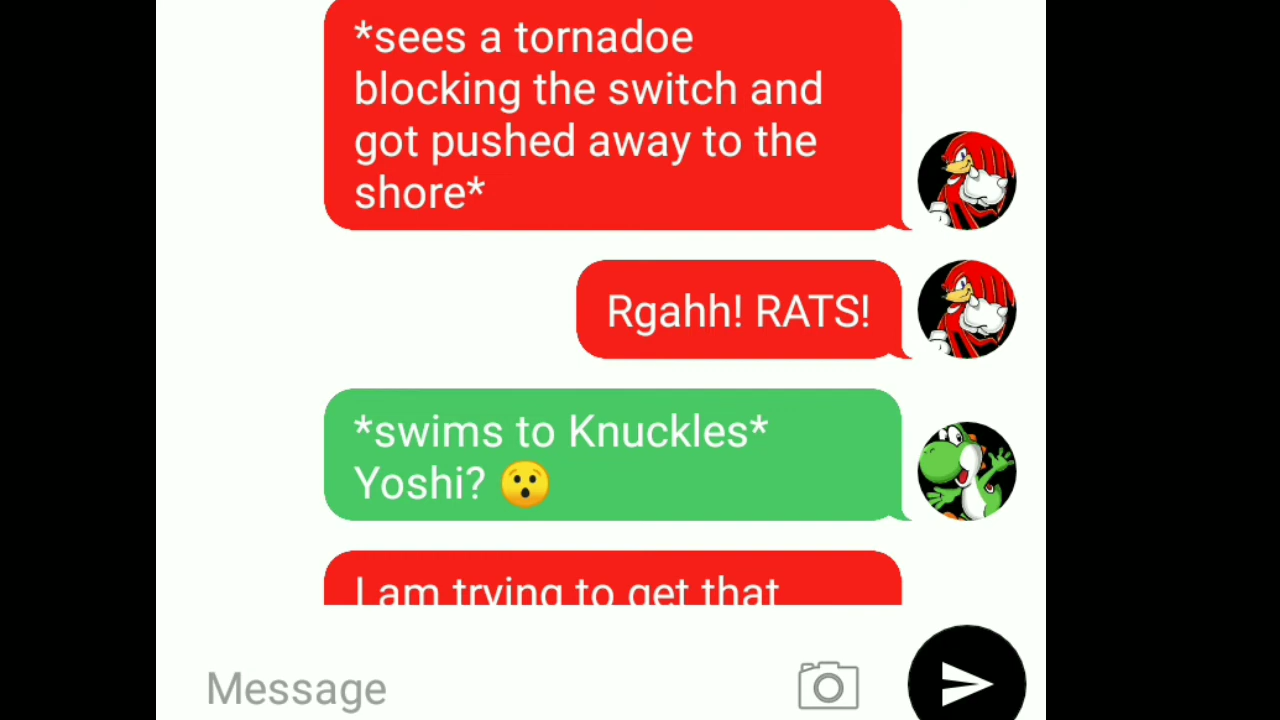 *sees a tornadoe
blocking the switch and
got pushed away to the
shore*
Rgahh! RATS!
*swims to Knuckles*
Yoshi? 😯
I am trying to get that
Message